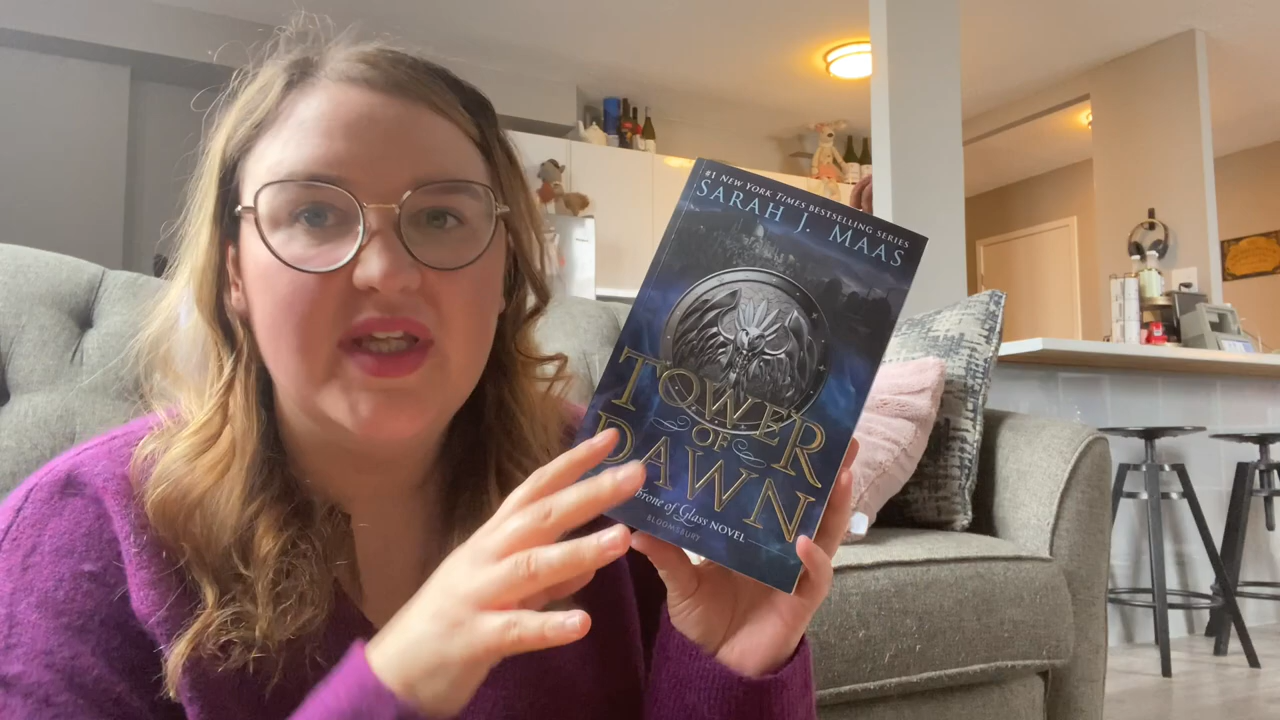 #1 NEW YORK TIMES BESTSELLING SERIES
SARAH J. MAAS
TOWER
OF
DAWN
Throne of Glass NOVEL
BLOOMSBURY